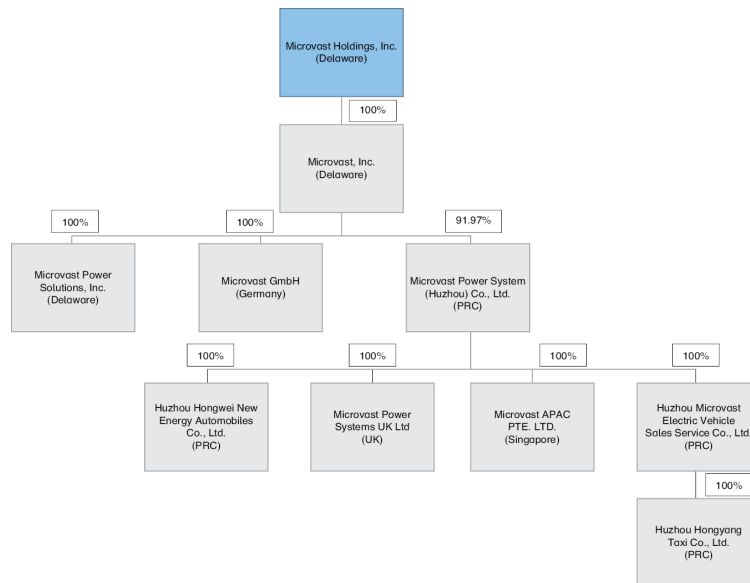 Microvast Holdings, Inc.
(Delaware)
100%
Microvast, Inc.
(Delaware)
100%
100%
91.97%
Microvast Power
Solutions, Inc.
(Delaware)
Microvast GmbH
(Germany)
Microvast Power System
(Huzhou) Co., Ltd.
(PRC)
100%
100%
100%
100%
Huzhou Hongwei New
Energy Automobiles
Co., Ltd.
(PRC)
Microvast Power
Systems UK Ltd
(UK)
Microvast APAC
PTE. LTD.
(Singapore)
Huzhou Microvast
Electric Vehicle
Sales Service Co., Ltd.
(PRC)
100%
Huzhou Hongyang
Taxi Co., Ltd.
(PRC)